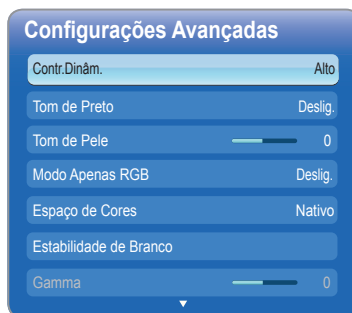 Configurações Avançadas
Contr.Dinâm. Alto
Tom de Preto Deslig.
Tom de Pele 0
Modo Apenas RGB Deslig.
Espaço de Cores Nativo
Estabilidade de Branco
Gamma 0